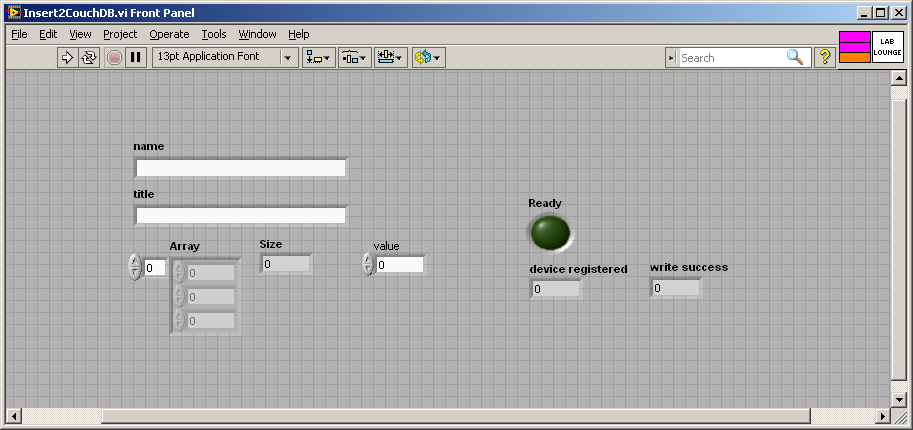 Insert2CouchDB.vi Front Panel
File Edit View Project Operate Tools Window Help
13pt Application Font
Search
?
LAB
LOUNGE
name
title
Array
Size
value
0
0
0
0
0
0
Ready
device registered
write success
0
0